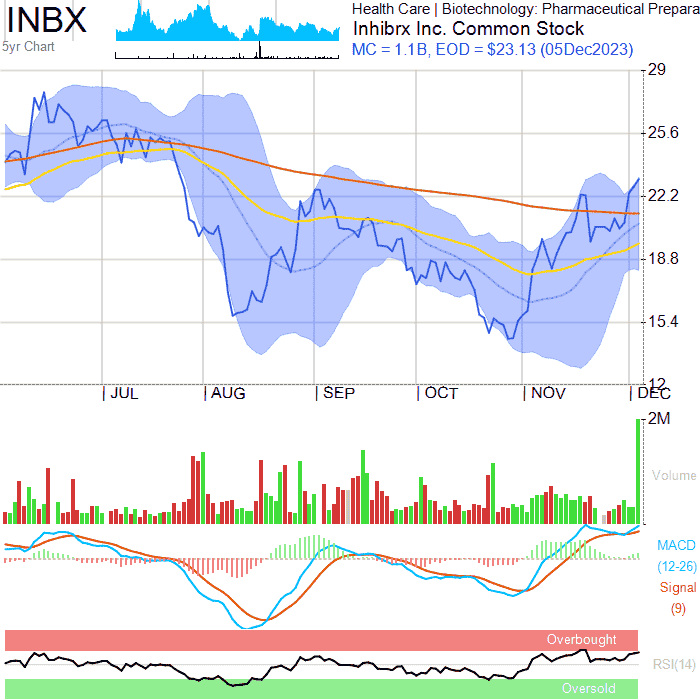 INBX
5yr Chart
Health Care | Biotechnology: Pharmaceutical Prepara
Inhibrx Inc. Common Stock
MC = 1.1B, EOD = $23.13 (05Dec2023)
29
25.6
22.2
18.8
15.4
12
JUL
AUG
SEP
OCT
NOV
DEC
2M
Volume
MACD
(12-26)
Signal
(9)
Overbought
RSI(14)
Oversold